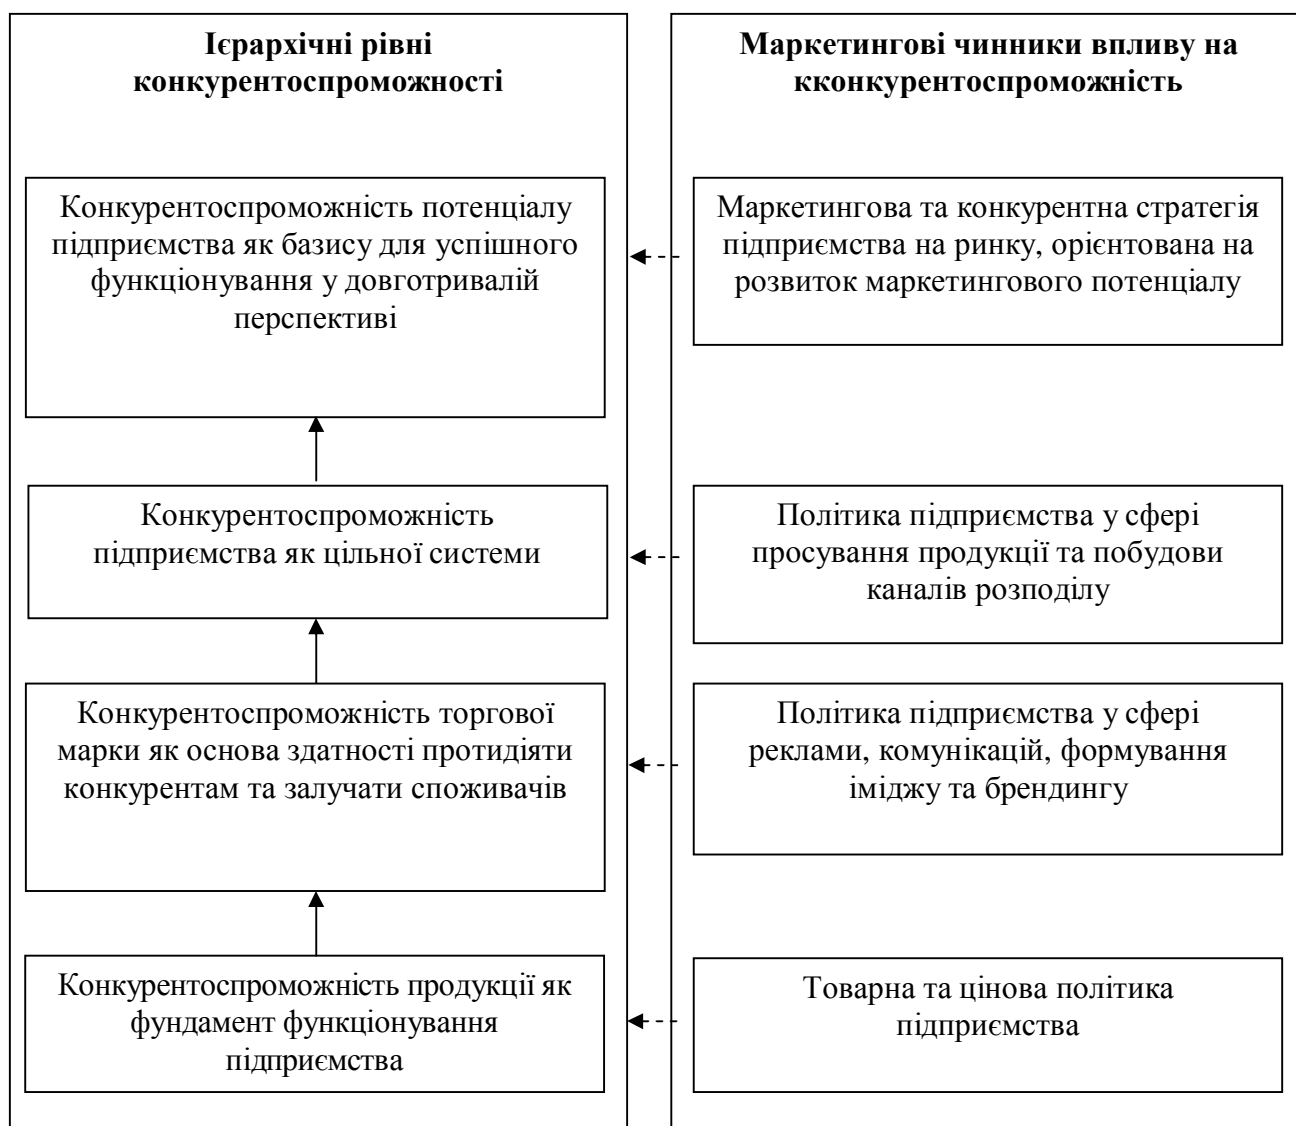 Ієрархічні рівні
конкурентоспроможності
Конкурентоспроможність потенціалу
підприємства як базису для успішного
функціонування у довготривалій
перспективі
Конкурентоспроможність
підприємства як цільної системи
Конкурентоспроможність торгової
марки як основа здатності протидіяти
конкурентам та залучати споживачів
Конкурентоспроможність продукції як
фундамент функціонування
підприємства
Маркетингові чинники впливу на
кконкурентоспроможність
Маркетингова та конкурентна стратегія
підприємства на ринку, орієнтована на
розвиток маркетингового потенціалу
Політика підприємства у сфері
просування продукції та побудови
каналів розподілу
Політика підприємства у сфері
реклами, комунікацій, формування
іміджу та брендингу
Товарна та цінова політика
підприємства